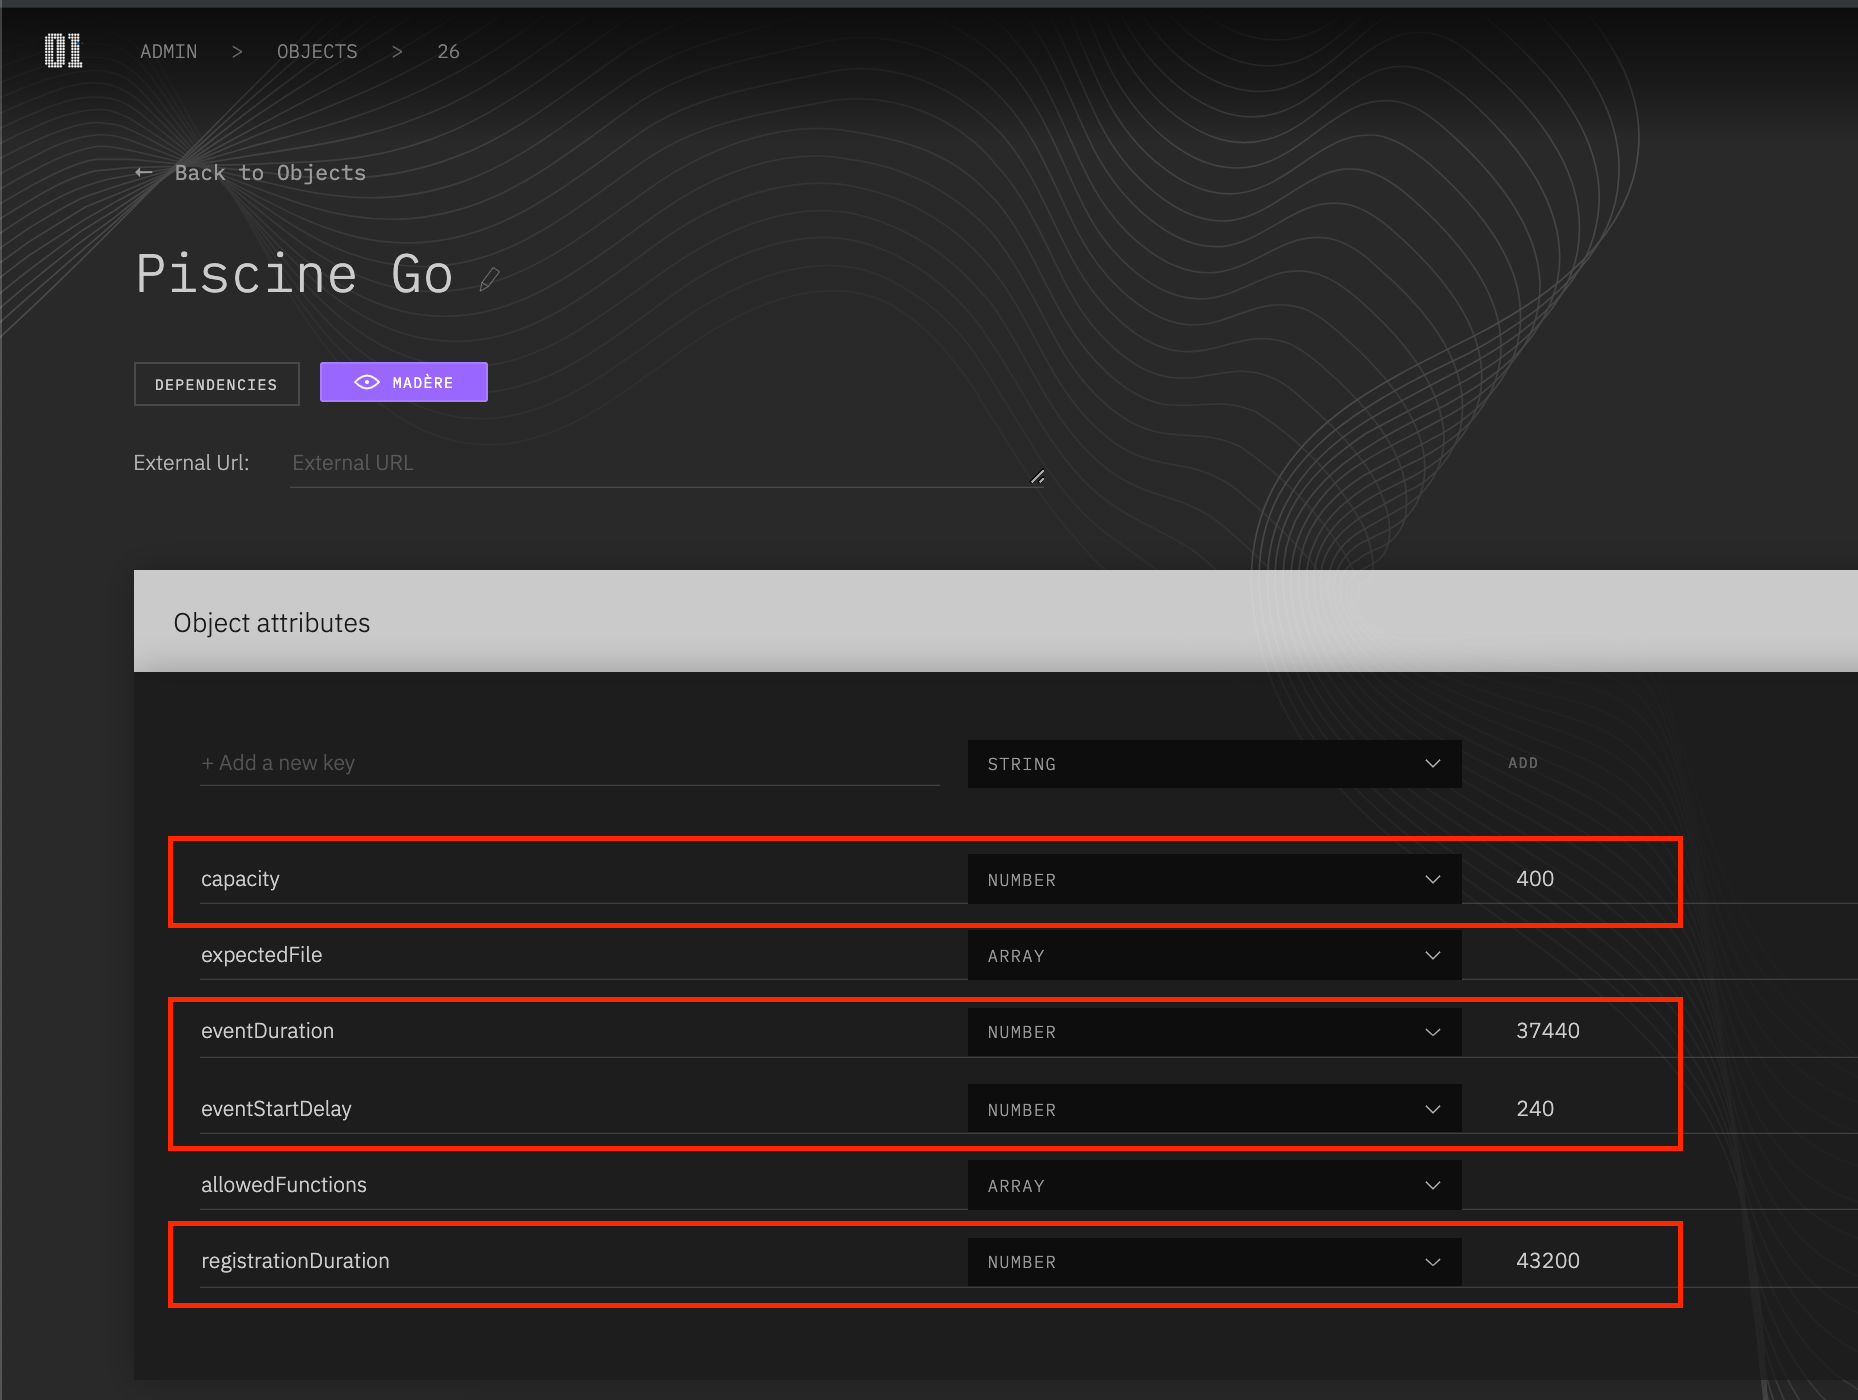 01 ADMIN > OBJECTS > 26
← Back to Objects
Piscine Go
DEPENDENCIES MADÈRE
External Url: External URL
Object attributes
+ Add a new key STRING ADD
capacity NUMBER 400
expectedFile ARRAY
eventDuration NUMBER 37440
eventStartDelay NUMBER 240
allowedFunctions ARRAY
registrationDuration NUMBER 43200